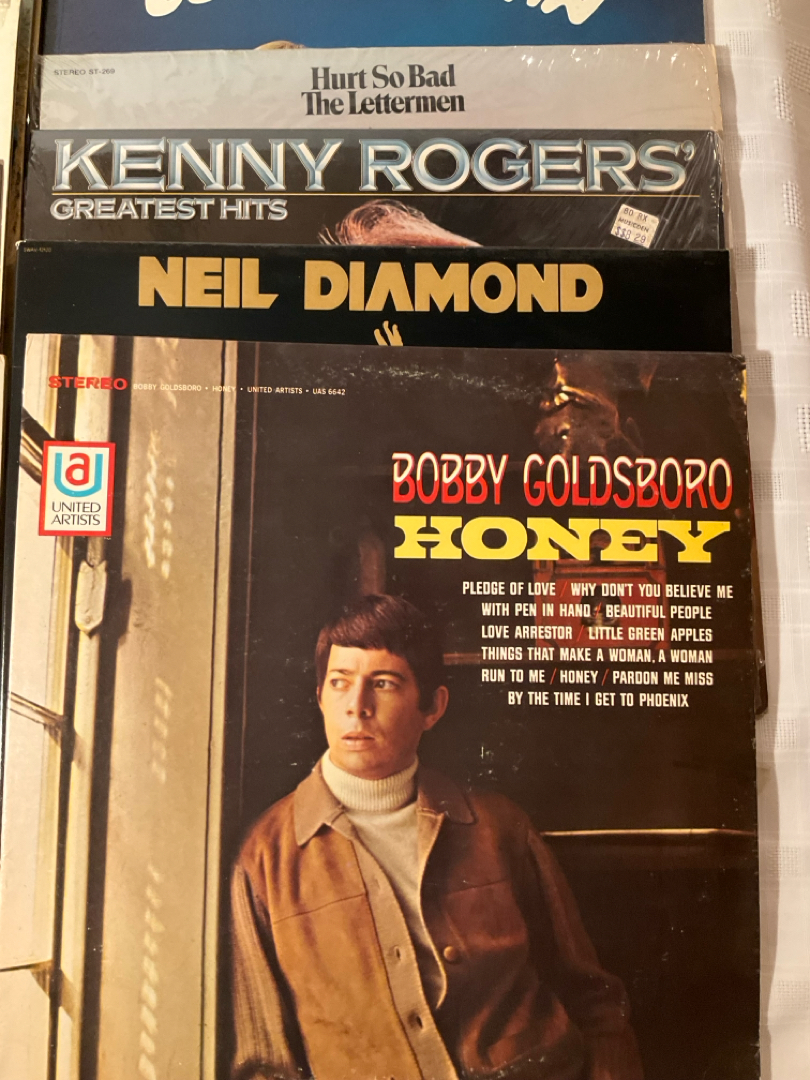 STEREO ST-269
Hurt So Bad
The Lettermen
KENNY ROGERS'
GREATEST HITS
NEIL DIAMOND
STEREO BOBBY GOLDSBORO • HONEY • UNITED ARTISTS • UAS 6642
UA
UNITED
ARTISTS
BOBBY GOLDSBORO
HONEY
PLEDGE OF LOVE / WHY DON'T YOU BELIEVE ME
WITH PEN IN HAND / BEAUTIFUL PEOPLE
LOVE ARRESTOR / LITTLE GREEN APPLES
THINGS THAT MAKE A WOMAN, A WOMAN
RUN TO ME / HONEY / PARDON ME MISS
BY THE TIME I GET TO PHOENIX